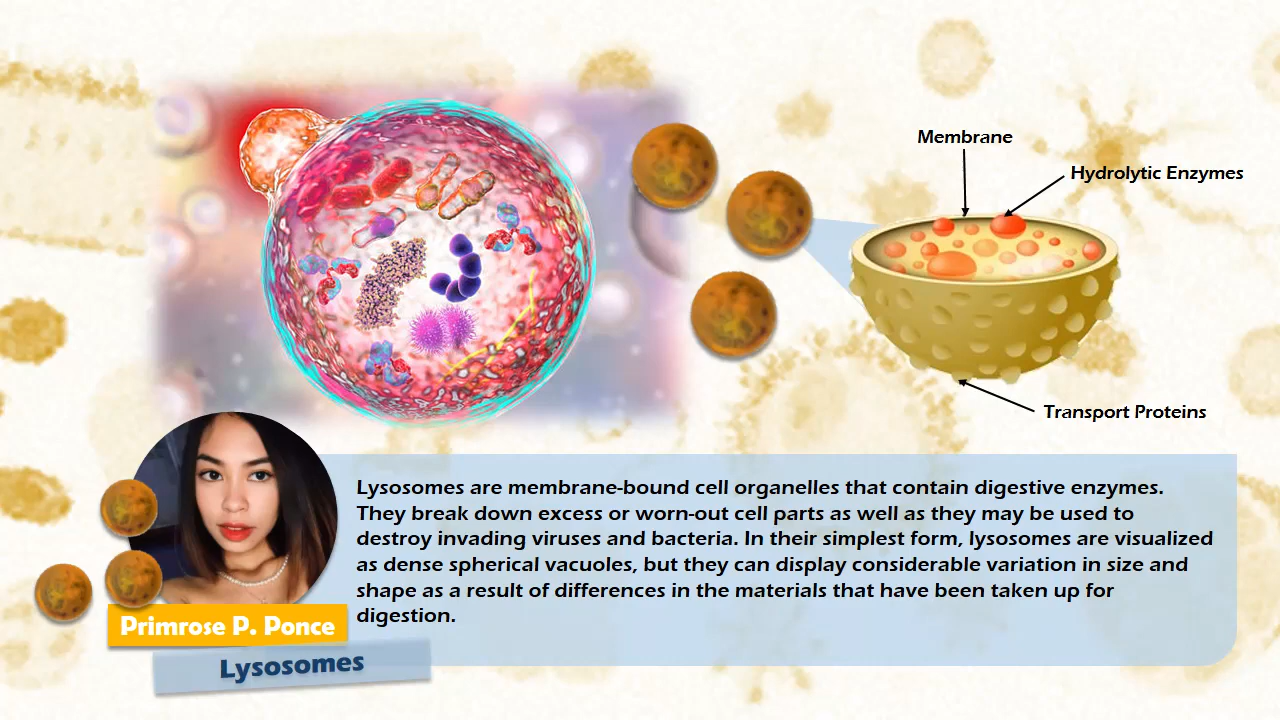 Membrane
Hydrolytic Enzymes
Transport Proteins
Lysosomes are membrane-bound cell organelles that contain digestive enzymes.
They break down excess or worn-out cell parts as well as they may be used to
destroy invading viruses and bacteria. In their simplest form, lysosomes are visualized
as dense spherical vacuoles, but they can display considerable variation in size and
shape as a result of differences in the materials that have been taken up for
digestion.
Primrose P. Ponce
Lysosomes